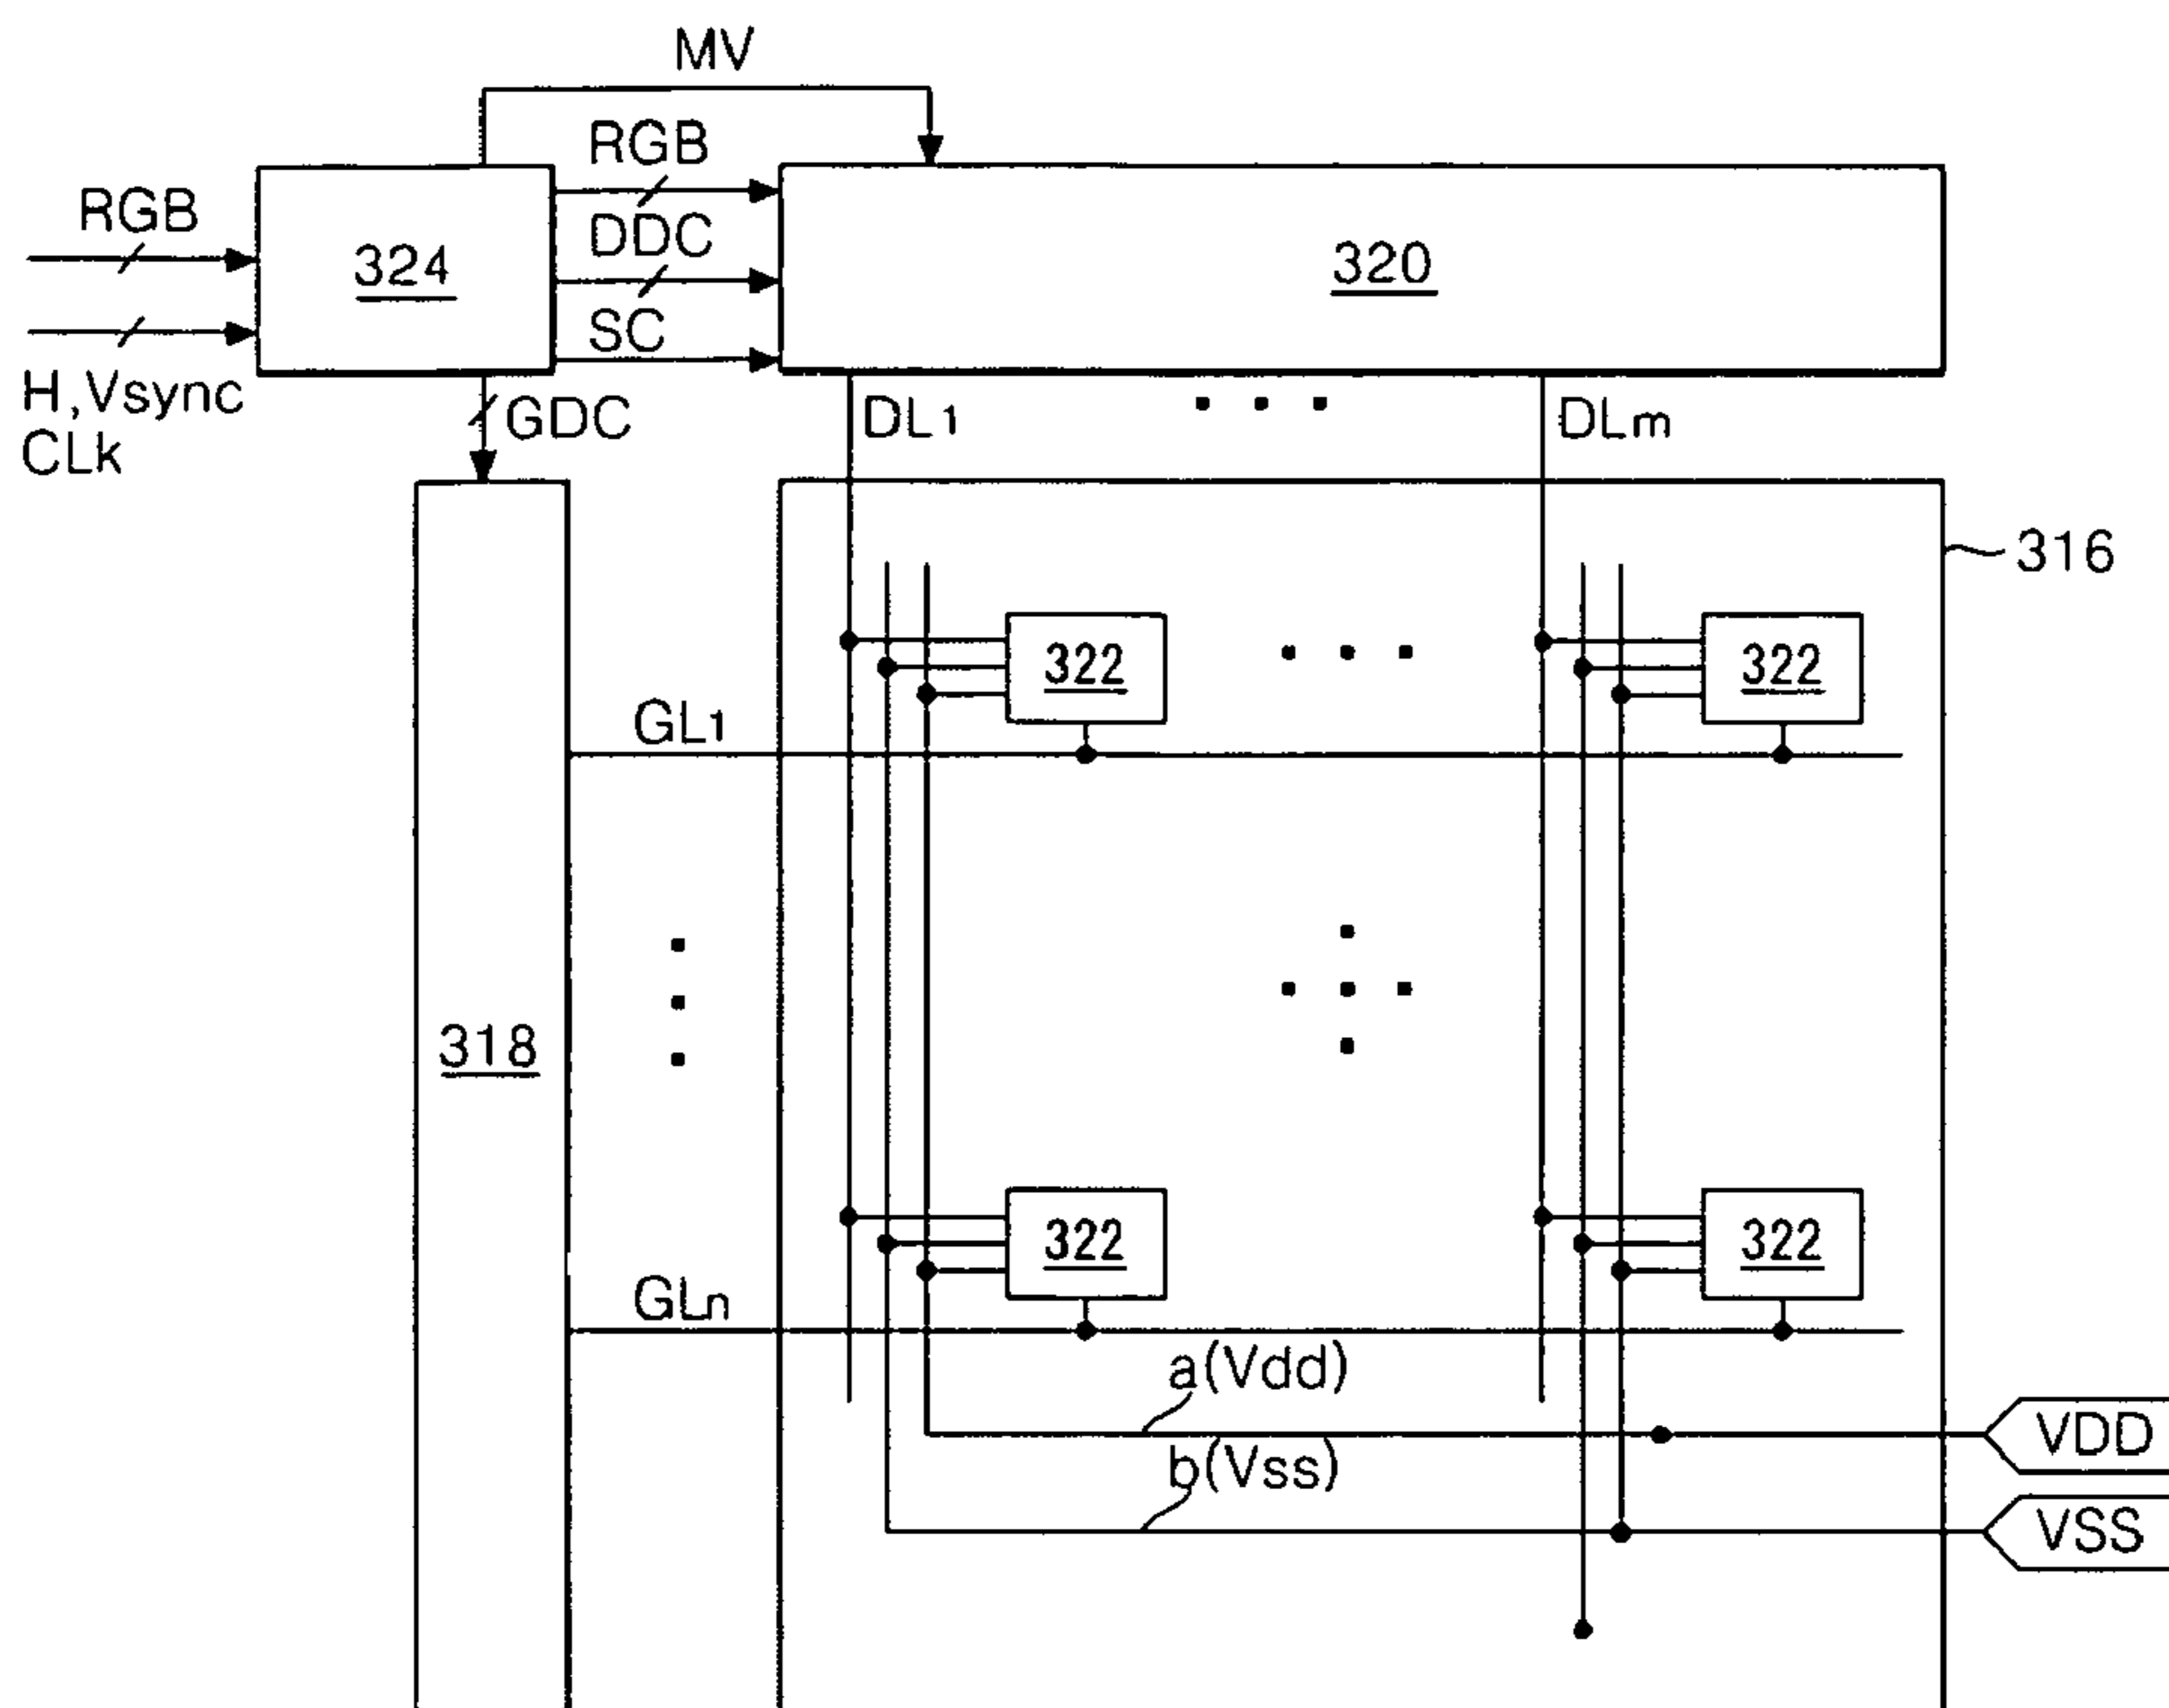 MV
RGB
RGB
DDC
324
320
SC
H,Vsync
CLk
GDC
DL1
DLm
316
322
322
GL1
318
322
322
GLn
a(Vdd)
VDD
b(Vss)
VSS